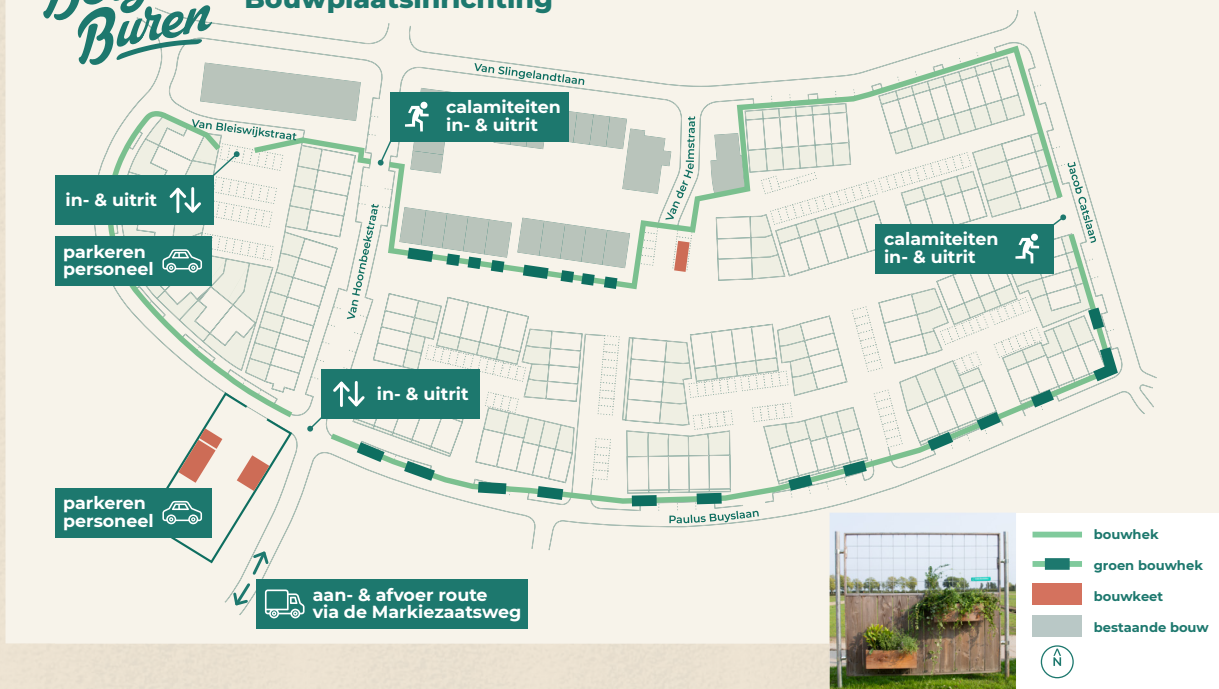 Buren
Bouwplaatsinrichting
Van Slingelandtlaan
Van Bleiswijkstraat
calamiteiten
in- & uitrit
Van der Helmstraat
Jacob Catslaan
in- & uitrit
parkeren
personeel
Van Hoornbeekstraat
calamiteiten
in- & uitrit
in- & uitrit
parkeren
personeel
Paulus Buyslaan
aan- & afvoer route
via de Markiezaatsweg
bouwhek
groen bouwhek
bouwkeet
bestaande bouw
N